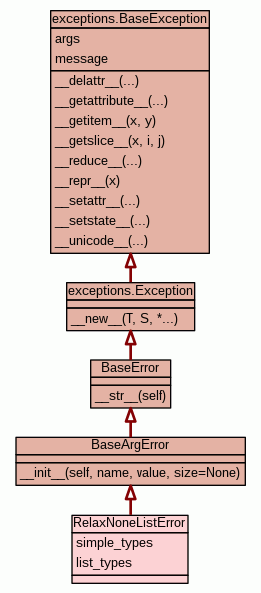 exceptions.BaseException
args
message
__delattr__(...)
__getattribute__(...)
__getitem__(x, y)
__getslice__(x, i, j)
__reduce__(...)
__repr__(x)
__setattr__(...)
__setstate__(...)
__unicode__(...)
exceptions.Exception
__new__(T, S, *...)
BaseError
__str__(self)
BaseArgError
__init__(self, name, value, size=None)
RelaxNoneListError
simple_types
list_types